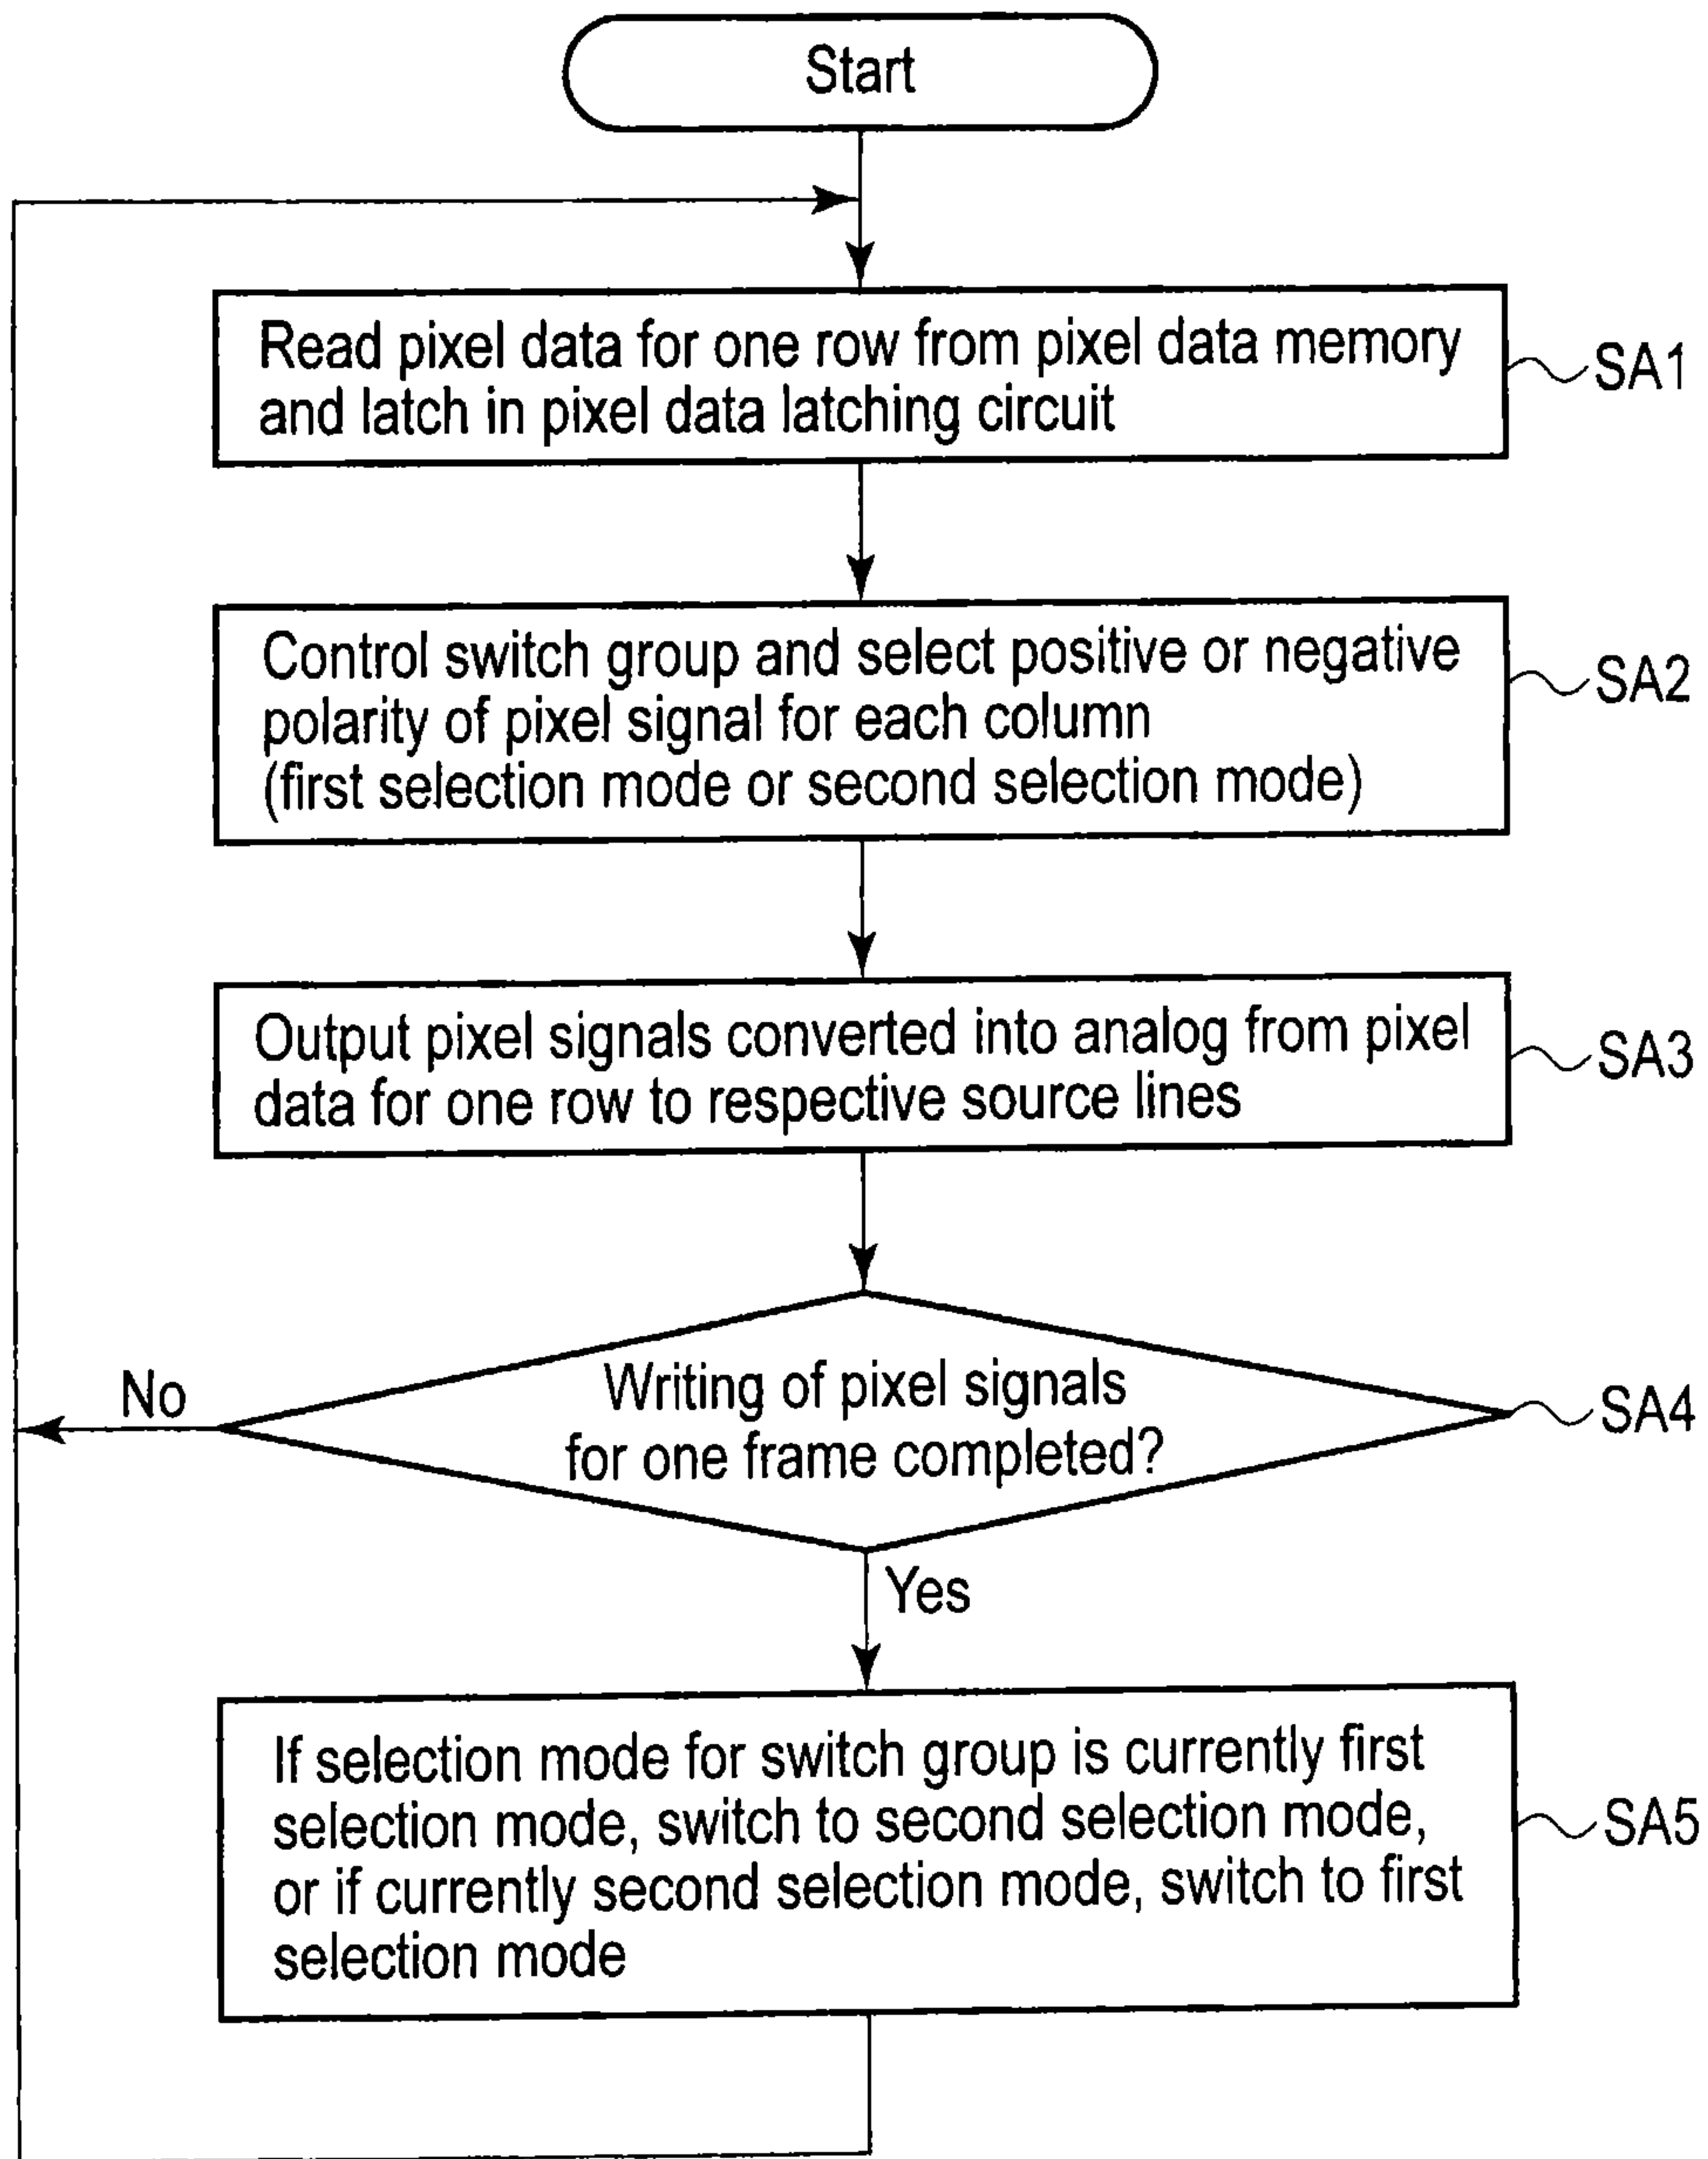 Start
Read pixel data for one row from pixel data memory
and latch in pixel data latching circuit
SA1
Control switch group and select positive or negative
polarity of pixel signal for each column
(first selection mode or second selection mode)
SA2
Output pixel signals converted into analog from pixel
data for one row to respective source lines
SA3
Writing of pixel signals
for one frame completed?
SA4
No
Yes
If selection mode for switch group is currently first
selection mode, switch to second selection mode,
or if currently second selection mode, switch to first
selection mode
SA5